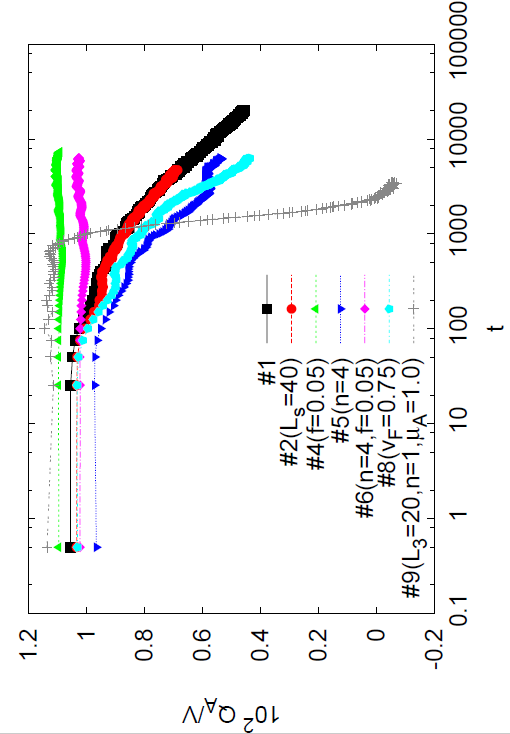 10² Q_A/V
1.2
1
0.8
0.6
0.4
0.2
0
-0.2
0.1
1
10
100
1000
10000
100000
t
#1
#2(L_s=40)
#4(f=0.05)
#5(n=4)
#6(n=4,f=0.05)
#8(v_F=0.75)
#9(L_3=20,n=1,μ_A=1.0)